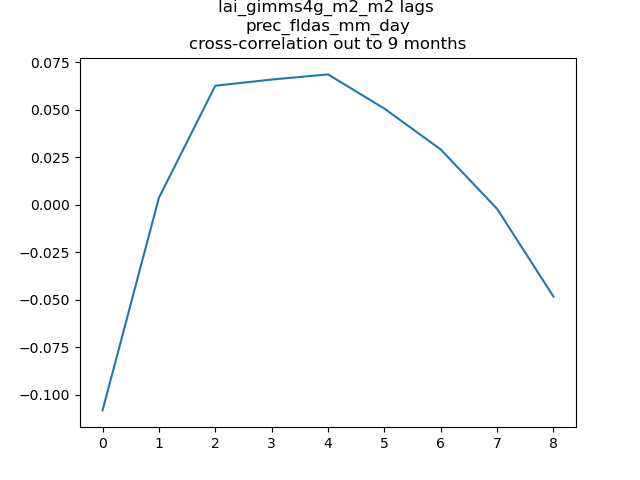 lai_gimms4g_m2_m2 lags
prec_fldas_mm_day
cross-correlation out to 9 months
0.075
0.050
0.025
0.000
−0.025
−0.050
−0.075
−0.100
0 1 2 3 4 5 6 7 8